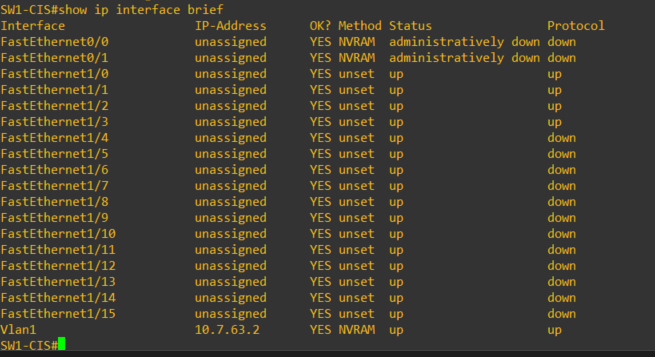 SW1-CIS#show ip interface brief
Interface IP-Address OK? Method Status Protocol
FastEthernet0/0 unassigned YES NVRAM administratively down down
FastEthernet0/1 unassigned YES NVRAM administratively down down
FastEthernet1/0 unassigned YES unset up up
FastEthernet1/1 unassigned YES unset up up
FastEthernet1/2 unassigned YES unset up up
FastEthernet1/3 unassigned YES unset up up
FastEthernet1/4 unassigned YES unset up down
FastEthernet1/5 unassigned YES unset up down
FastEthernet1/6 unassigned YES unset up down
FastEthernet1/7 unassigned YES unset up down
FastEthernet1/8 unassigned YES unset up down
FastEthernet1/9 unassigned YES unset up down
FastEthernet1/10 unassigned YES unset up down
FastEthernet1/11 unassigned YES unset up down
FastEthernet1/12 unassigned YES unset up down
FastEthernet1/13 unassigned YES unset up down
FastEthernet1/14 unassigned YES unset up down
FastEthernet1/15 unassigned YES unset up down
Vlan1 10.7.63.2 YES NVRAM up up
SW1-CIS#